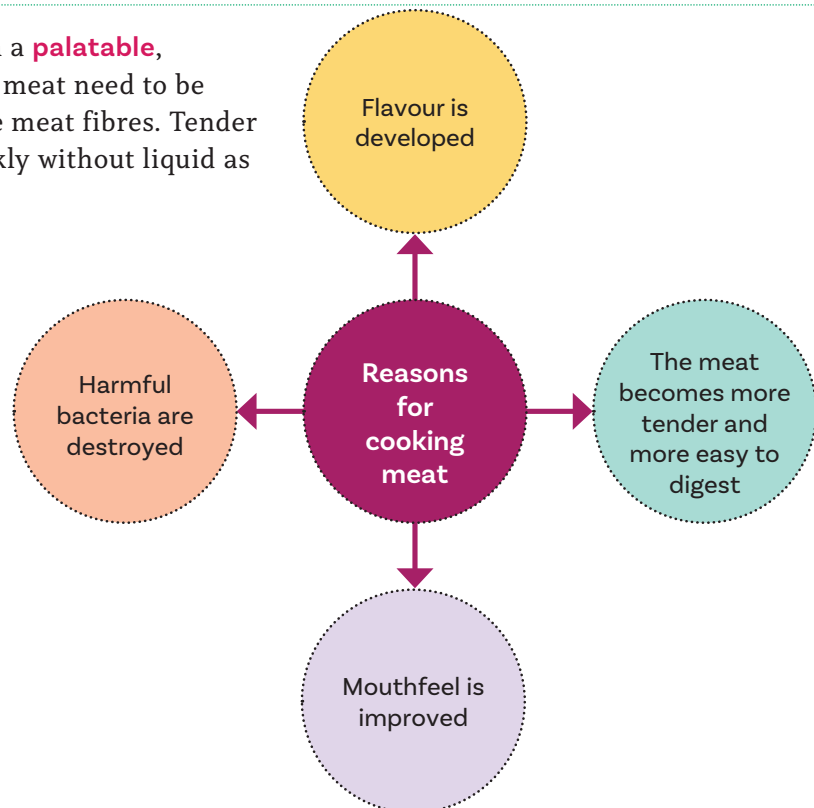 a palatable,
meat need to be
meat fibres. Tender
without liquid as
Flavour is
developed
Harmful
bacteria are
destroyed
Reasons
for
cooking
meat
The meat
becomes more
tender and
more easy to
digest
Mouthfeel is
improved